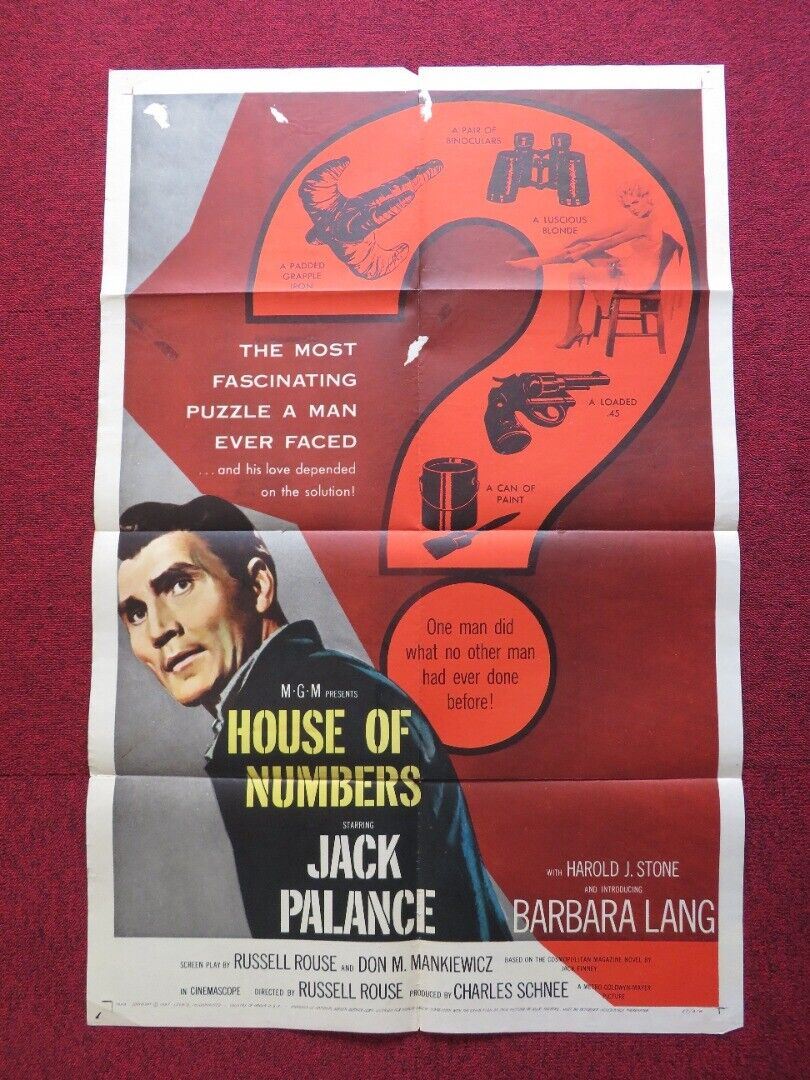 A PAIR OF
BINOCULARS
A LUSCIOUS
BLONDE
A PADDED
GRAPPLE
IRON
THE MOST
FASCINATING
PUZZLE A MAN
EVER FACED
...and his love depended
on the solution!
A LOADED
.45
A CAN OF
PAINT
One man did
what no other man
had ever done
before!
M·G·M PRESENTS
HOUSE OF
NUMBERS
STARRING
JACK
PALANCE
WITH HAROLD J. STONE
AND INTRODUCING
BARBARA LANG
SCREEN PLAY BY RUSSELL ROUSE AND DON M. MANKIEWICZ
BASED ON THE COSMOPOLITAN MAGAZINE NOVEL BY
JACK FINNEY
IN CINEMASCOPE DIRECTED BY RUSSELL ROUSE PRODUCED BY CHARLES SCHNEE
A METRO-GOLDWYN-MAYER
PICTURE